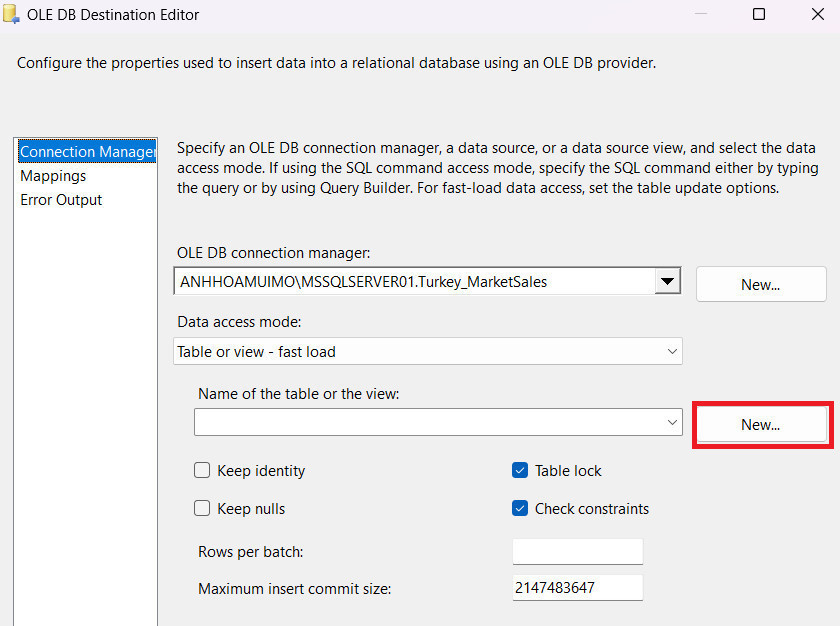 OLE DB Destination Editor
Configure the properties used to insert data into a relational database using an OLE DB provider.
Connection Manager
Mappings
Error Output
Specify an OLE DB connection manager, a data source, or a data source view, and select the data
access mode. If using the SQL command access mode, specify the SQL command either by typing
the query or by using Query Builder. For fast-load data access, set the table update options.
OLE DB connection manager:
ANHHOAMUIMO\MSSQLSERVER01.Turkey_MarketSales
New...
Data access mode:
Table or view - fast load
Name of the table or the view:
New...
Keep identity
Table lock
Keep nulls
Check constraints
Rows per batch:
Maximum insert commit size:
2147483647